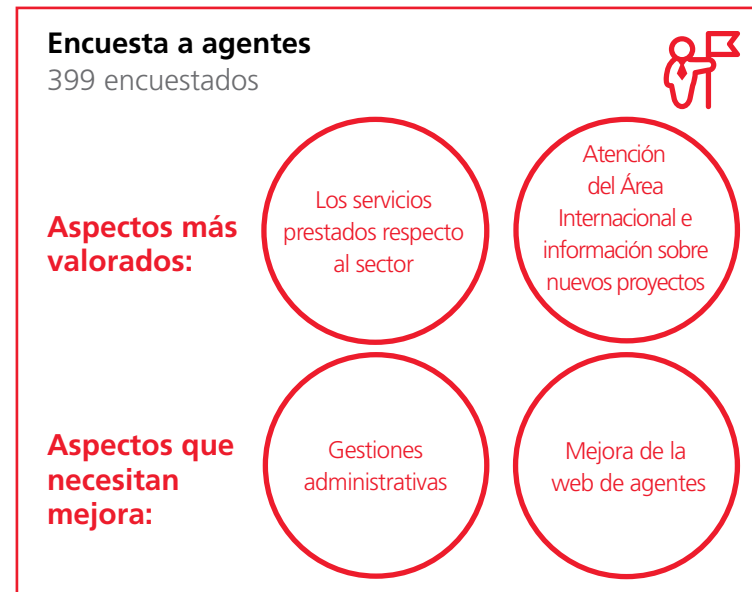 Encuesta a agentes
399 encuestados
Aspectos más
valorados:
Los servicios
prestados respecto
al sector
Atención
del Área
Internacional e
información sobre
nuevos proyectos
Aspectos que
necesitan
mejora:
Gestiones
administrativas
Mejora de la
web de agentes